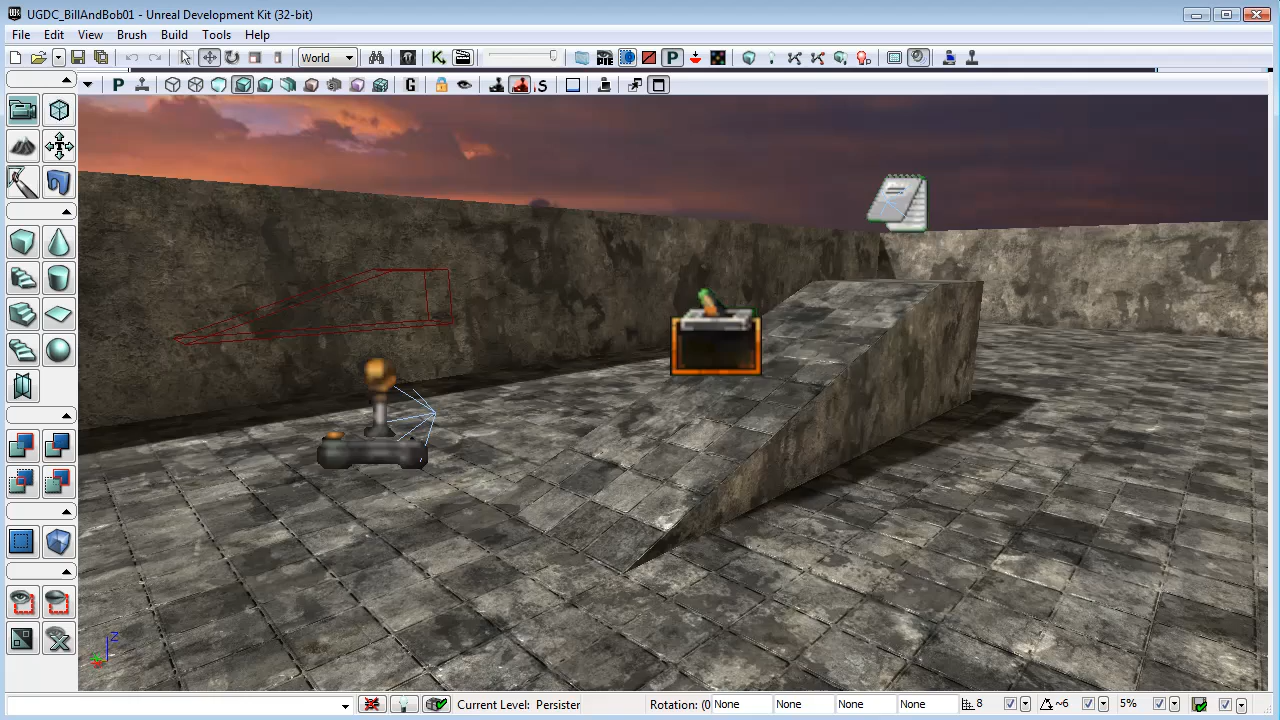 UGDC_BillAndBob01 - Unreal Development Kit (32-bit)
File Edit View Brush Build Tools Help
World K P PIE
P G S
Z
Current Level: Persister Rotation: (0 None None None None 8 ~6 5%